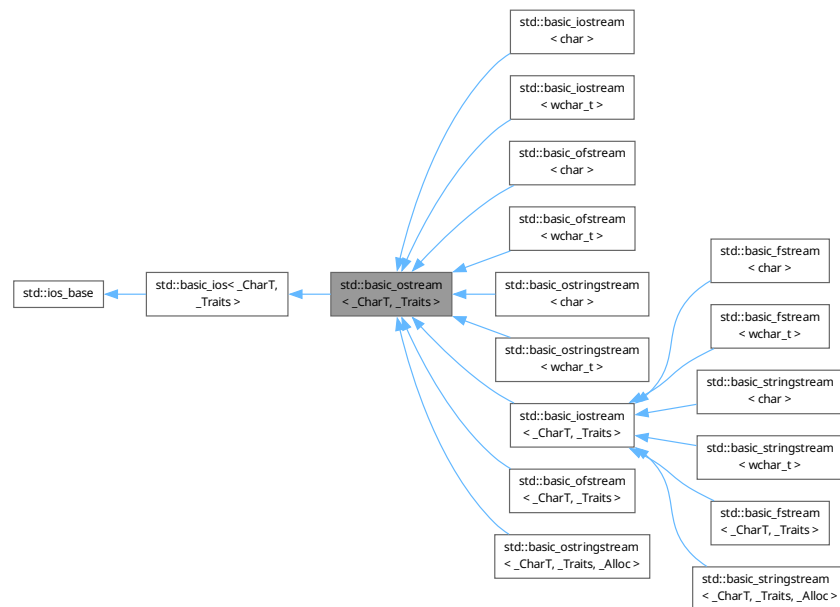 std::ios_base
std::basic_ios< _CharT,
_Traits >
std::basic_ostream
< _CharT, _Traits >
std::basic_iostream
< char >
std::basic_iostream
< wchar_t >
std::basic_ofstream
< char >
std::basic_ofstream
< wchar_t >
std::basic_ostringstream
< char >
std::basic_ostringstream
< wchar_t >
std::basic_iostream
< _CharT, _Traits >
std::basic_ofstream
< _CharT, _Traits >
std::basic_ostringstream
< _CharT, _Traits, _Alloc >
std::basic_fstream
< char >
std::basic_fstream
< wchar_t >
std::basic_stringstream
< char >
std::basic_stringstream
< wchar_t >
std::basic_fstream
< _CharT, _Traits >
std::basic_stringstream
< _CharT, _Traits, _Alloc >